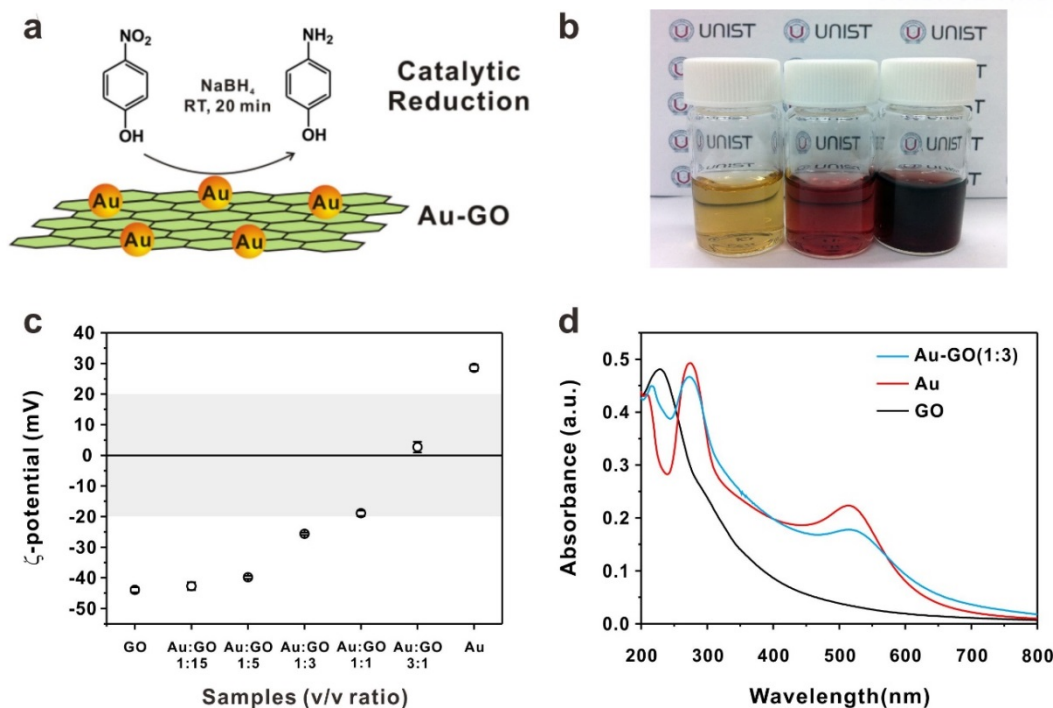 a
NO₂
NH₂
NaBH₄
RT, 20 min
OH
OH
Catalytic
Reduction
Au
Au
Au
Au
Au
Au-GO
b
UNIST
UNIST
UNIST
UNIST
UNIST
UNIST
c
ζ-potential (mV)
40
30
20
10
0
-10
-20
-30
-40
-50
GO
Au:GO
1:15
Au:GO
1:5
Au:GO
1:3
Au:GO
1:1
Au:GO
3:1
Au
Samples (v/v ratio)
d
Absorbance (a.u.)
0.5
0.4
0.3
0.2
0.1
0.0
Au-GO(1:3)
Au
GO
200 300 400 500 600 700 800
Wavelength(nm)